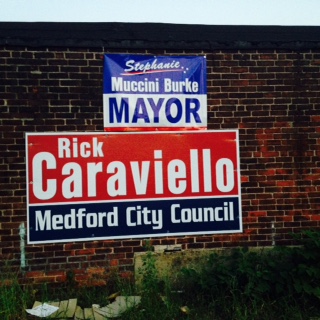 Stephanie
Muccini Burke
MAYOR
Rick
Caraviello
Medford City Council